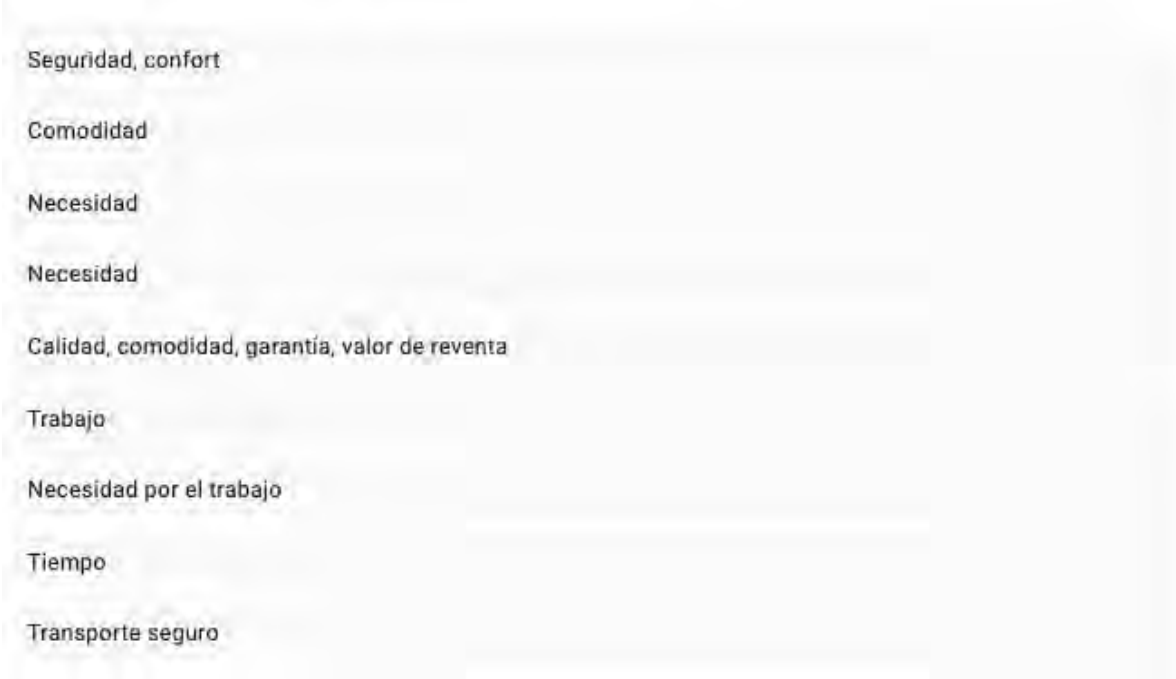 Seguridad, confort
Comodidad
Necesidad
Necesidad
Calidad, comodidad, garantía, valor de reventa
Trabajo
Necesidad por el trabajo
Tiempo
Transporte seguro